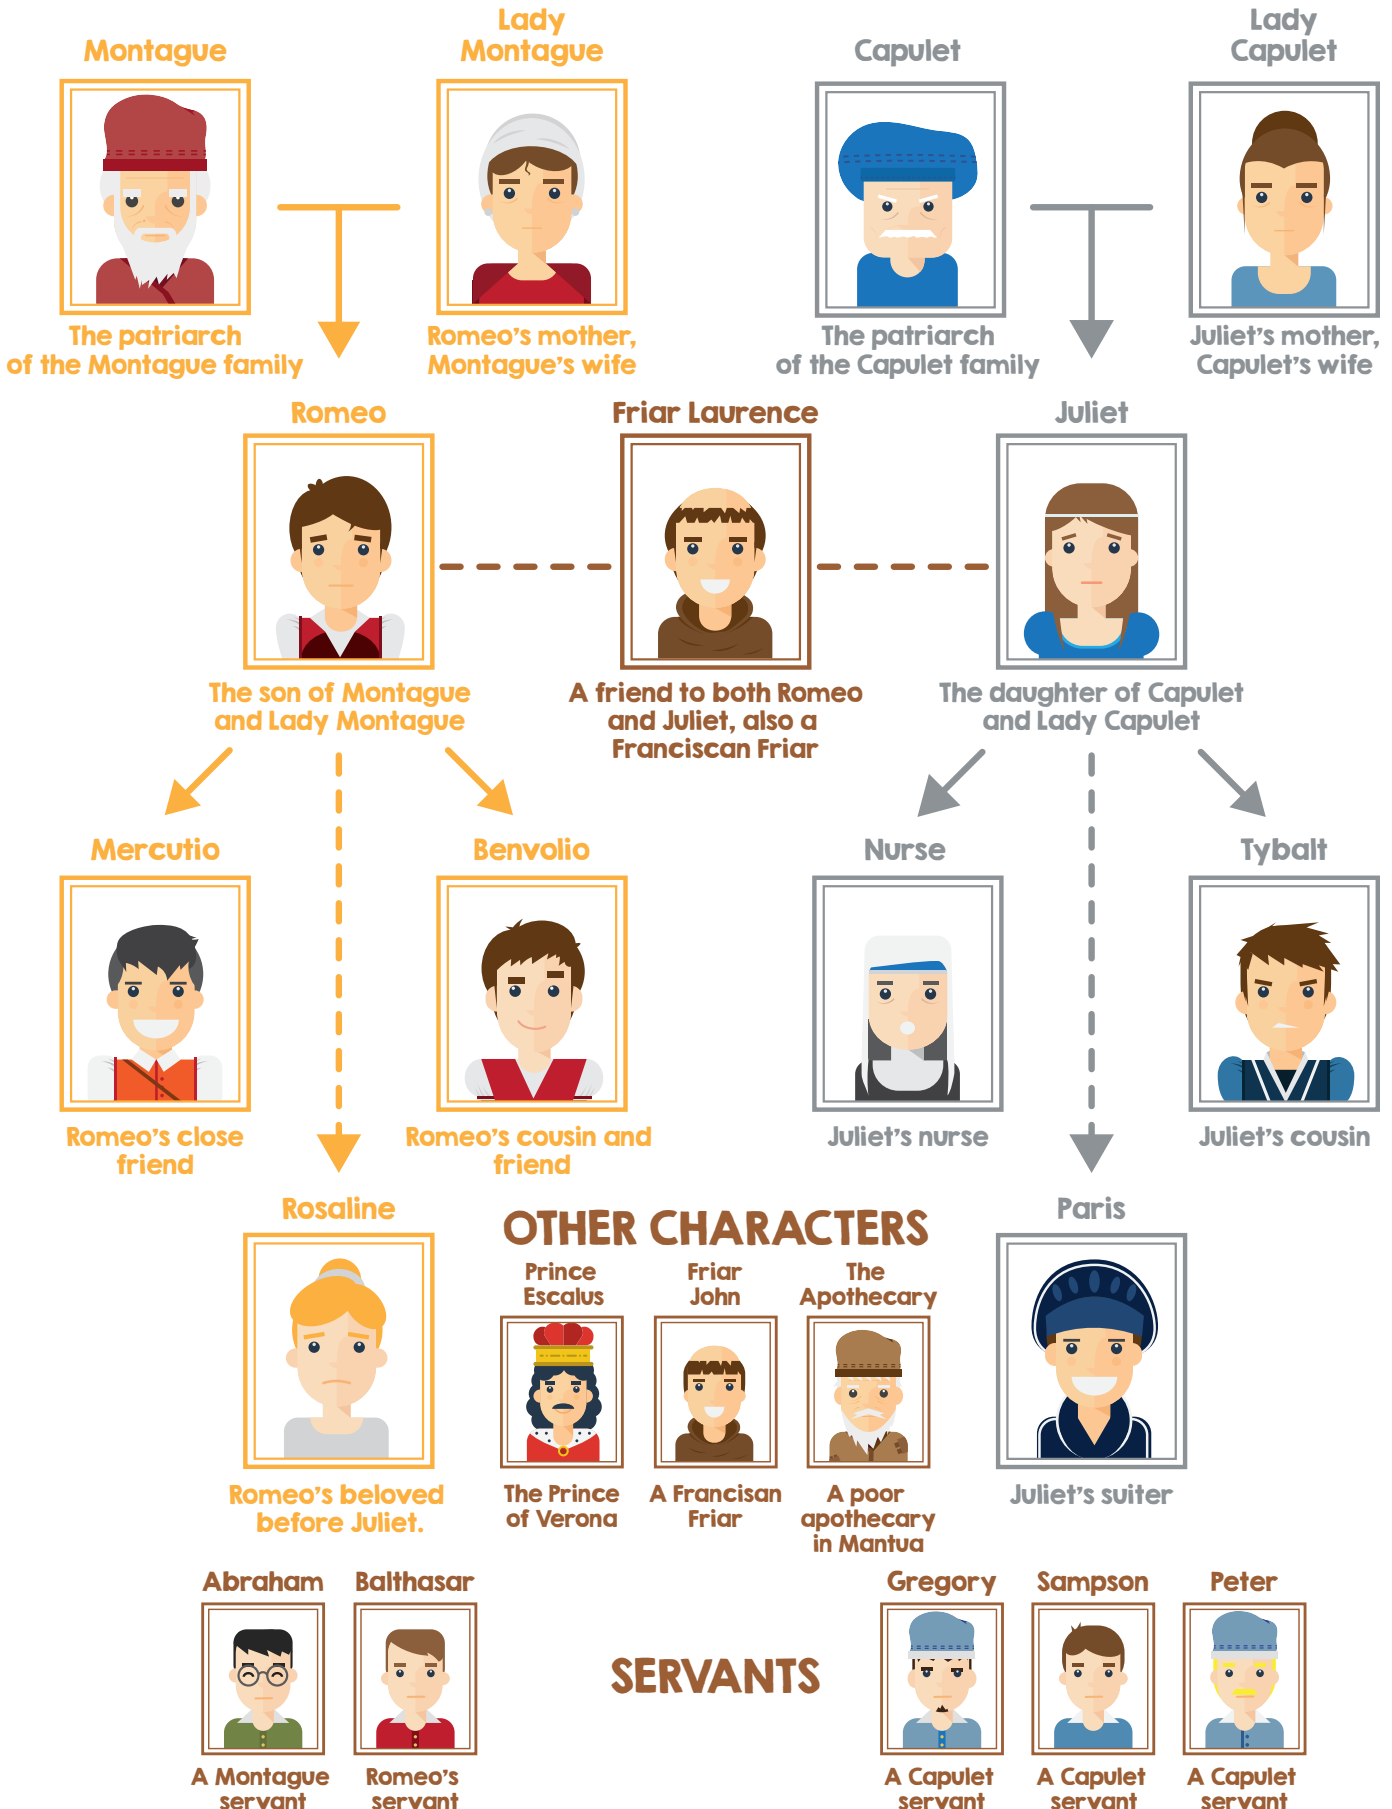 Montague
Lady
Montague
Capulet
Lady
Capulet
The patriarch
of the Montague family
Romeo's mother,
Montague's wife
The patriarch
of the Capulet family
Juliet's mother,
Capulet's wife
Romeo
Friar Laurence
Juliet
The son of Montague
and Lady Montague
A friend to both Romeo
and Juliet, also a
Franciscan Friar
The daughter of Capulet
and Lady Capulet
Mercutio
Benvolio
Nurse
Tybalt
Romeo's close
friend
Romeo's cousin and
friend
Juliet's nurse
Juliet's cousin
Rosaline
OTHER CHARACTERS
Paris
Prince
Escalus
Friar
John
The
Apothecary
Romeo's beloved
before Juliet.
The Prince
of Verona
A Francisan
Friar
A poor
apothecary
in Mantua
Juliet's suiter
Abraham
Balthasar
Gregory
Sampson
Peter
SERVANTS
A Montague
servant
Romeo's
servant
A Capulet
servant
A Capulet
servant
A Capulet
servant